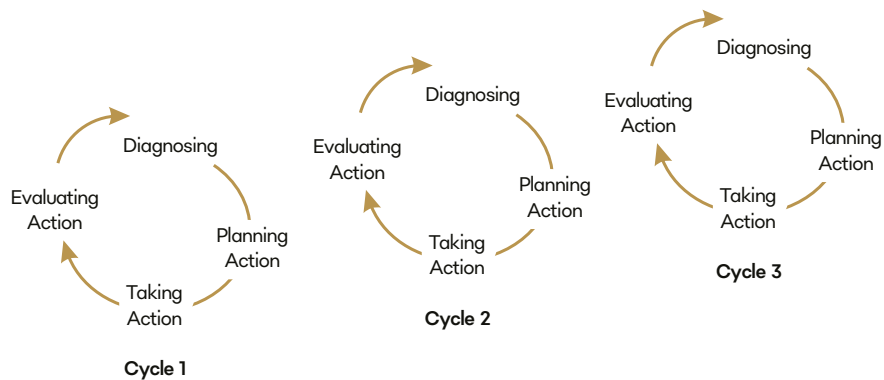 Diagnosing
Planning
Action
Taking
Action
Evaluating
Action
Cycle 1
Diagnosing
Planning
Action
Taking
Action
Evaluating
Action
Cycle 2
Diagnosing
Planning
Action
Taking
Action
Evaluating
Action
Cycle 3